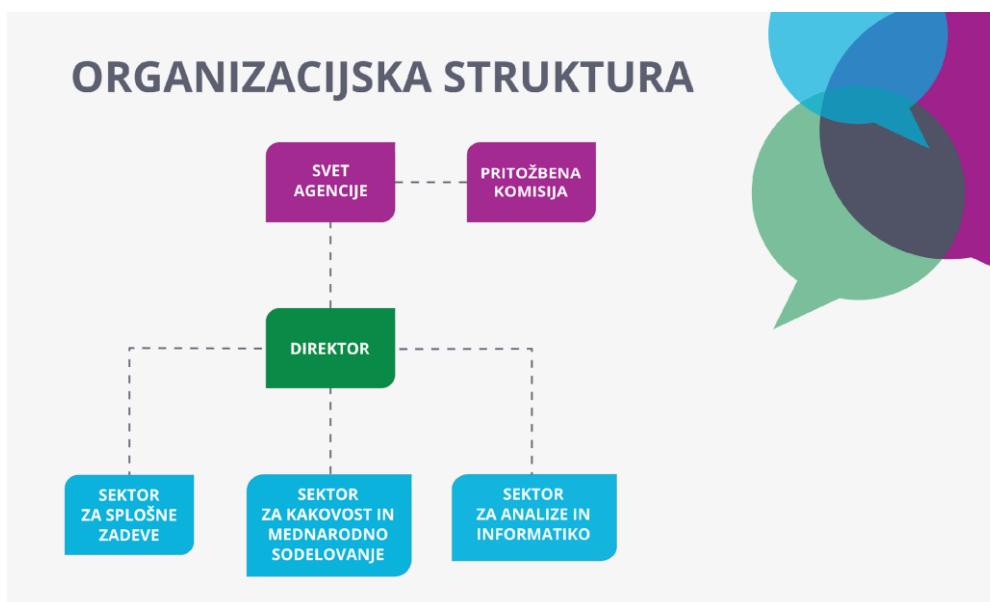 ORGANIZACIJSKA STRUKTURA
SVET
AGENCIJE
PRITOŽBENA
KOMISIJA
DIREKTOR
SEKTOR
ZA SPLOŠNE
ZADEVE
SEKTOR
ZA KAKOVOST IN
MEDNARODNO
SODELOVANJE
SEKTOR
ZA ANALIZE IN
INFORMATIKO